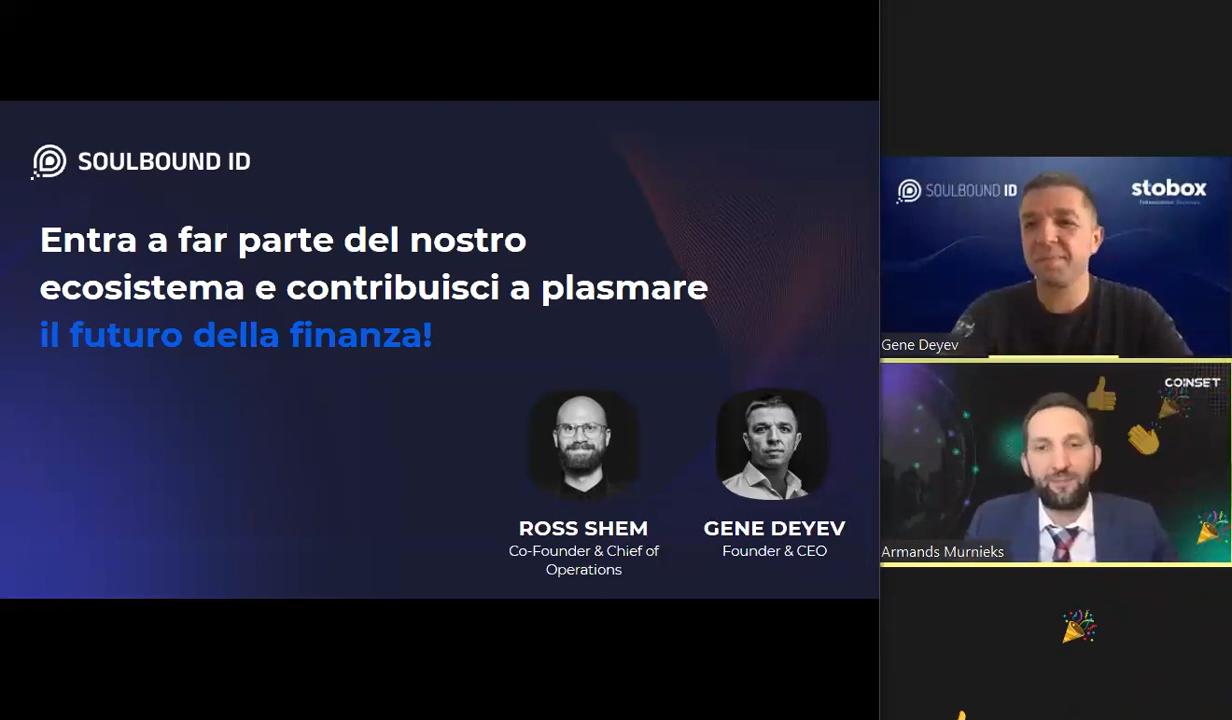 SOULBOUND ID
Entra a far parte del nostro
ecosistema e contribuisci a plasmare
il futuro della finanza!
ROSS SHEM
Co-Founder & Chief of
Operations
GENE DEYEV
Founder & CEO
SOULBOUND ID
stobox
Gene Deyev
COINSET
Armands Murnieks